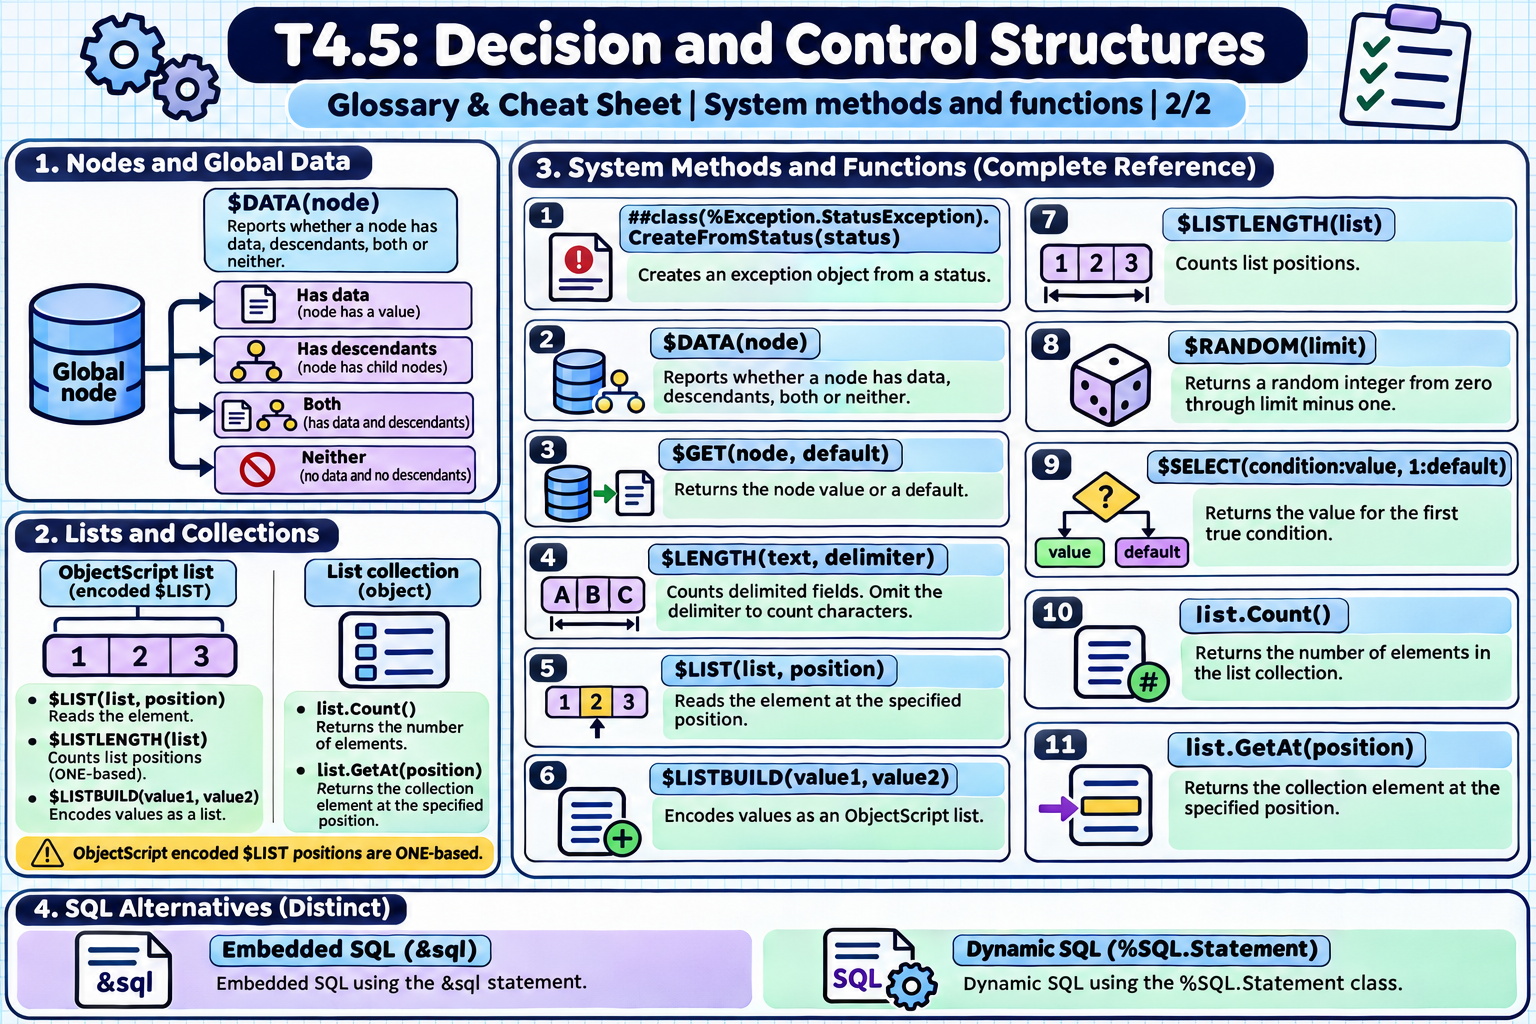 T4.5: Decision and Control Structures
Glossary & Cheat Sheet | System methods and functions | 2/2
1. Nodes and Global Data
$DATA(node)
Reports whether a node has
data, descendants, both or
neither.
Global
node
Has data
(node has a value)
Has descendants
(node has child nodes)
Both
(has data and descendants)
Neither
(no data and no descendants)
2. Lists and Collections
ObjectScript list
(encoded $LIST)
1 2 3
• $LIST(list, position)
Reads the element.
• $LISTLENGTH(list)
Counts list positions
(ONE-based).
• $LISTBUILD(value1, value2)
Encodes values as a list.
List collection
(object)
• list.Count()
Returns the number
of elements.
• list.GetAt(position)
Returns the collection
element at the specified
position.
ObjectScript encoded $LIST positions are ONE-based.
3. System Methods and Functions (Complete Reference)
1
##class(%Exception.StatusException).
CreateFromStatus(status)
Creates an exception object from a status.
2
$DATA(node)
Reports whether a node has data,
descendants, both or neither.
3
$GET(node, default)
Returns the node value or a default.
4
$LENGTH(text, delimiter)
A B C
Counts delimited fields. Omit the
delimiter to count characters.
5
$LIST(list, position)
1 2 3
Reads the element at the specified
position.
6
$LISTBUILD(value1, value2)
Encodes values as an ObjectScript list.
7
$LISTLENGTH(list)
1 2 3
Counts list positions.
8
$RANDOM(limit)
Returns a random integer from zero
through limit minus one.
9
$SELECT(condition:value, 1:default)
?
value
default
Returns the value for the first
true condition.
10
list.Count()
#
Returns the number of elements in
the list collection.
11
list.GetAt(position)
Returns the collection element at the
specified position.
4. SQL Alternatives (Distinct)
&sql
Embedded SQL (&sql)
Embedded SQL using the &sql statement.
SQL
Dynamic SQL (%SQL.Statement)
Dynamic SQL using the %SQL.Statement class.